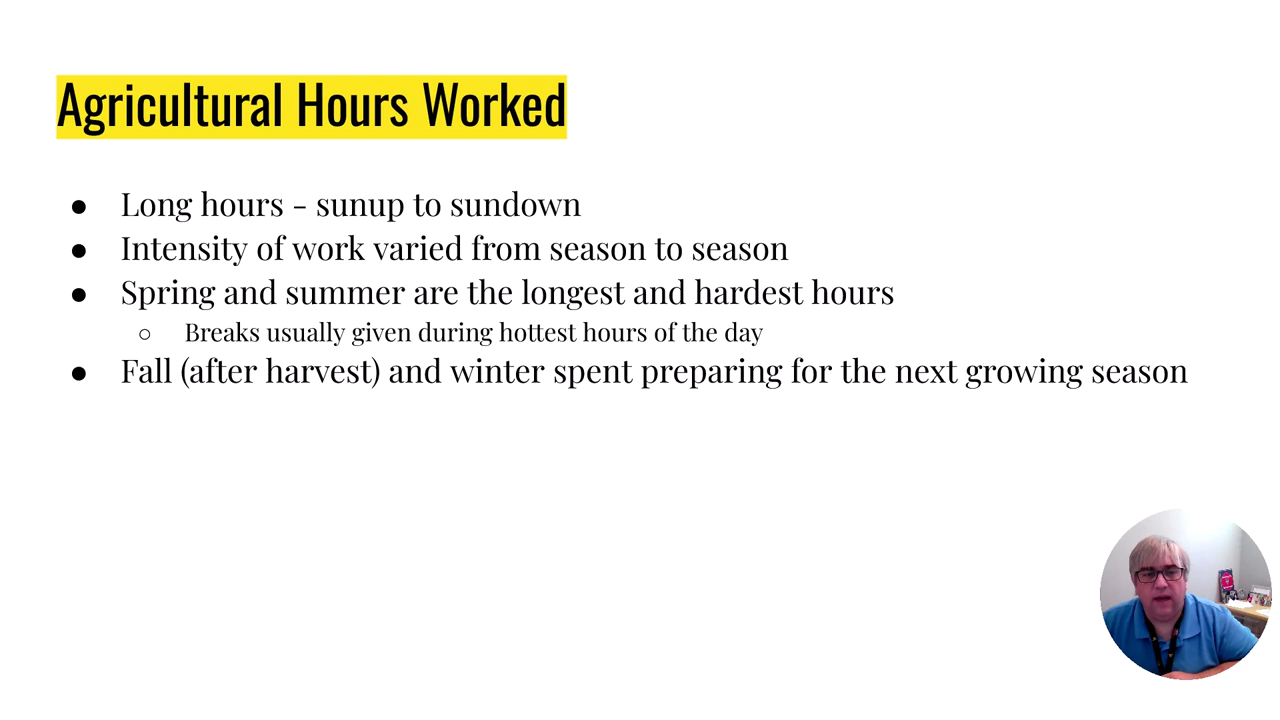 Agricultural Hours Worked
● Long hours - sunup to sundown
● Intensity of work varied from season to season
● Spring and summer are the longest and hardest hours
○ Breaks usually given during hottest hours of the day
● Fall (after harvest) and winter spent preparing for the next growing season